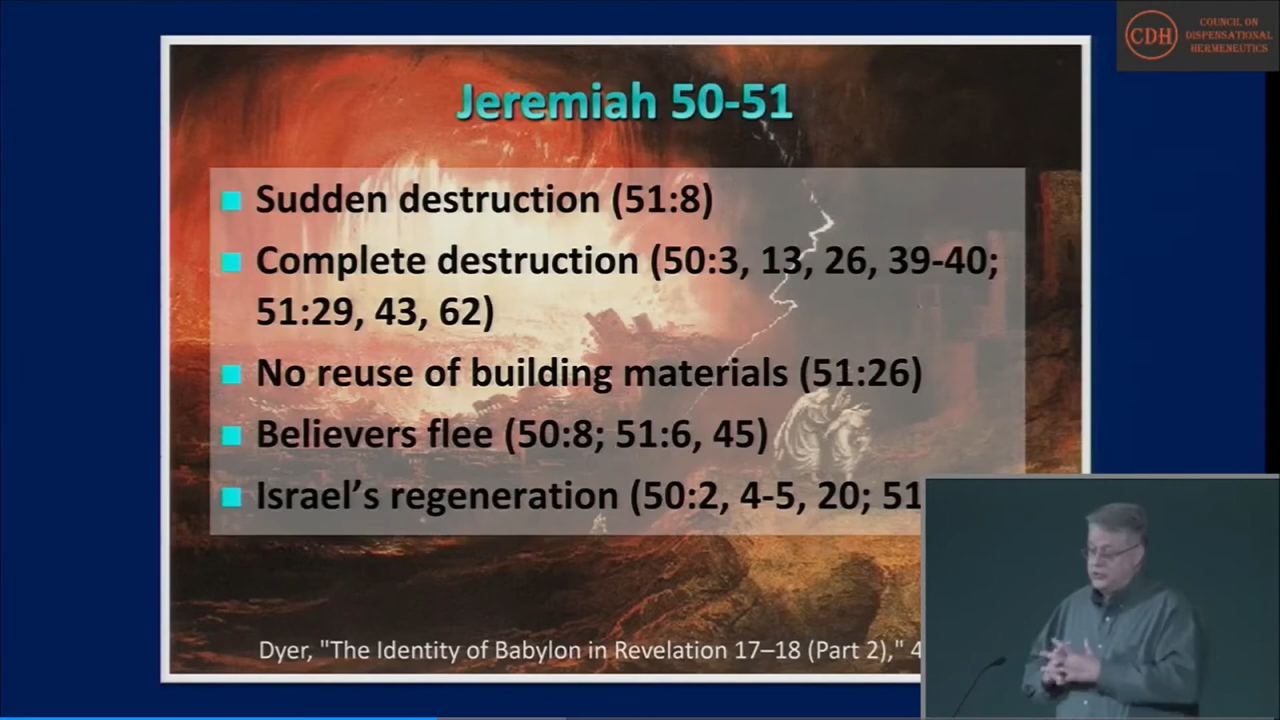 CDH
COUNCIL ON
DISPENSATIONAL
HERMENEUTICS
Jeremiah 50-51
Sudden destruction (51:8)
Complete destruction (50:3, 13, 26, 39-40;
51:29, 43, 62)
No reuse of building materials (51:26)
Believers flee (50:8; 51:6, 45)
Israel's regeneration (50:2, 4-5, 20; 51
Dyer, "The Identity of Babylon in Revelation 17–18 (Part 2)," 4